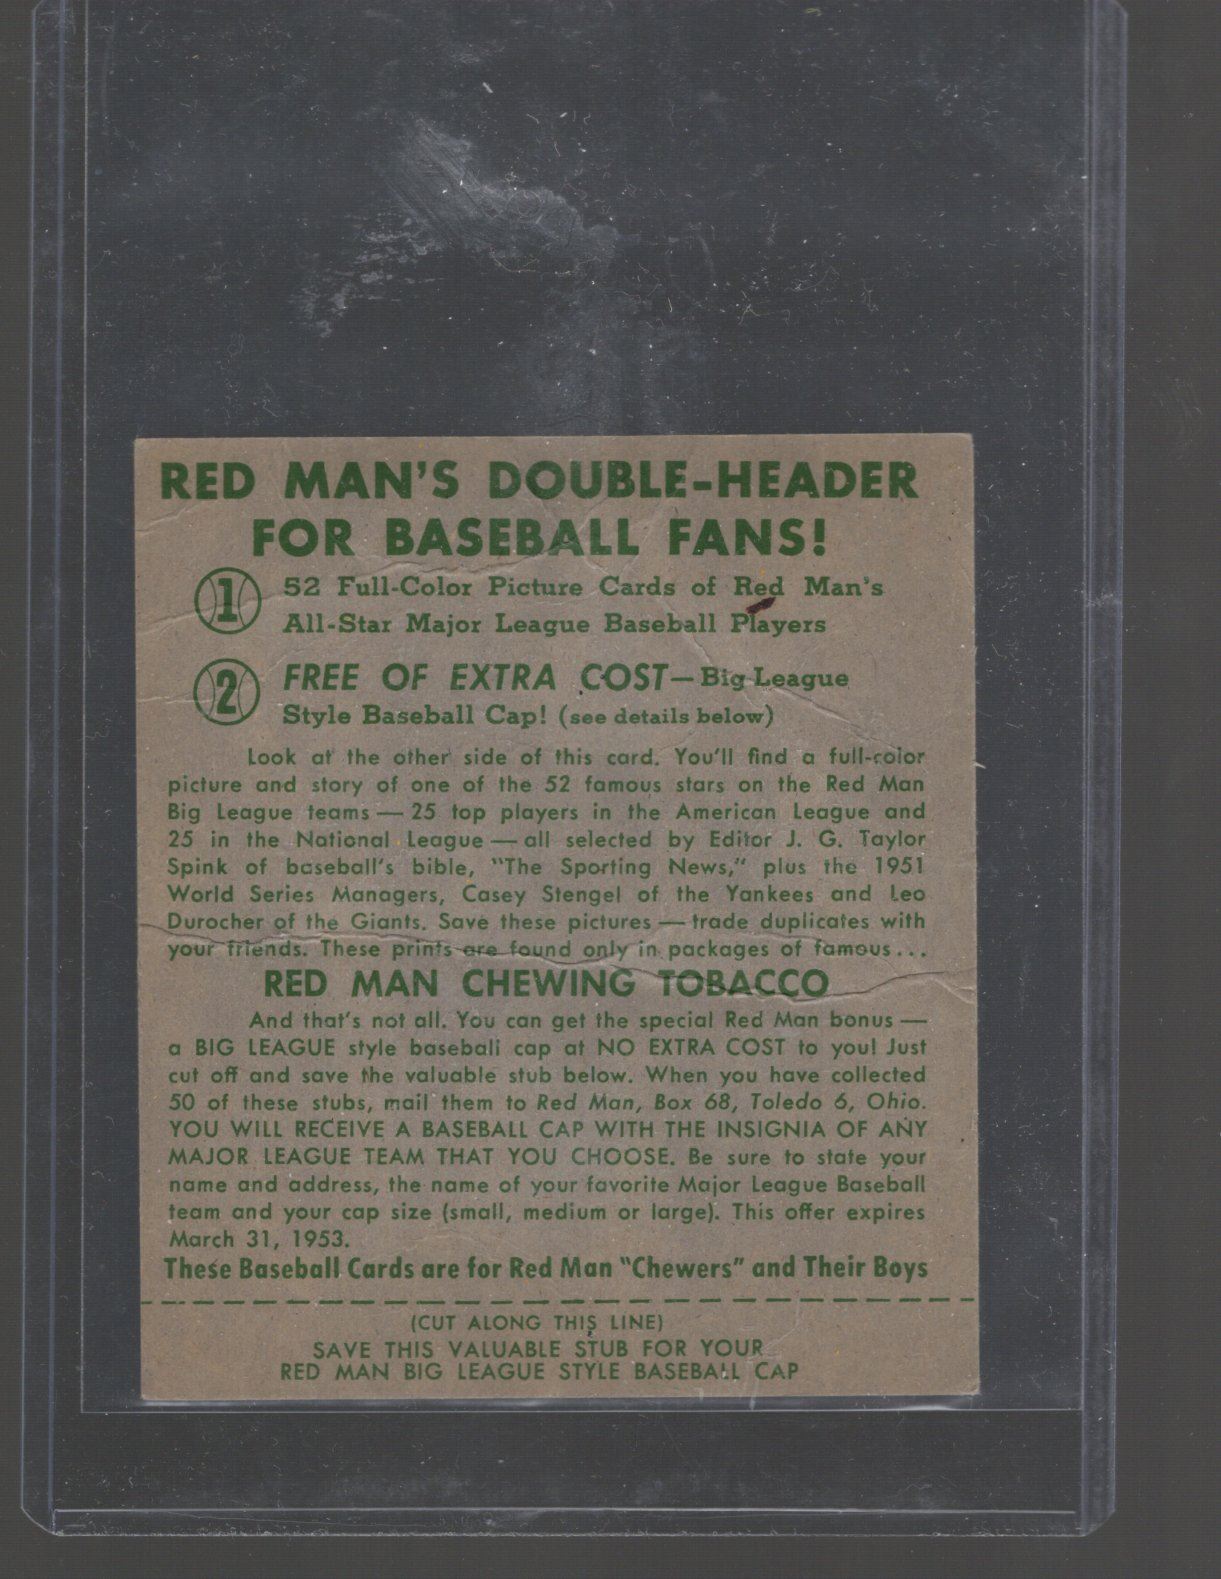 RED MAN'S DOUBLE-HEADER
FOR BASEBALL FANS!
1 52 Full-Color Picture Cards of Red Man's
All-Star Major League Baseball Players
2 FREE OF EXTRA COST—Big League
Style Baseball Cap! (see details below)
Look at the other side of this card. You'll find a full-color
picture and story of one of the 52 famous stars on the Red Man
Big League teams — 25 top players in the American League and
25 in the National League — all selected by Editor J. G. Taylor
Spink of baseball's bible, "The Sporting News," plus the 1951
World Series Managers, Casey Stengel of the Yankees and Leo
Durocher of the Giants. Save these pictures — trade duplicates with
your friends. These prints are found only in packages of famous...
RED MAN CHEWING TOBACCO
And that's not all. You can get the special Red Man bonus —
a BIG LEAGUE style baseball cap at NO EXTRA COST to you! Just
cut off and save the valuable stub below. When you have collected
50 of these stubs, mail them to Red Man, Box 68, Toledo 6, Ohio.
YOU WILL RECEIVE A BASEBALL CAP WITH THE INSIGNIA OF ANY
MAJOR LEAGUE TEAM THAT YOU CHOOSE. Be sure to state your
name and address, the name of your favorite Major League Baseball
team and your cap size (small, medium or large). This offer expires
March 31, 1953.
These Baseball Cards are for Red Man "Chewers" and Their Boys
(CUT ALONG THIS LINE)
SAVE THIS VALUABLE STUB FOR YOUR
RED MAN BIG LEAGUE STYLE BASEBALL CAP